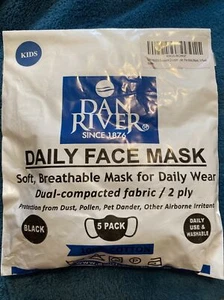 KIDS
DAN
RIVER®
SINCE 1876
DAILY FACE MASK
Soft, Breathable Mask for Daily Wear
Dual-compacted fabric / 2 ply
Protection from Dust, Pollen, Pet Dander, Other Airborne Irritant
BLACK
5 PACK
DAILY
USE &
WASHABLE